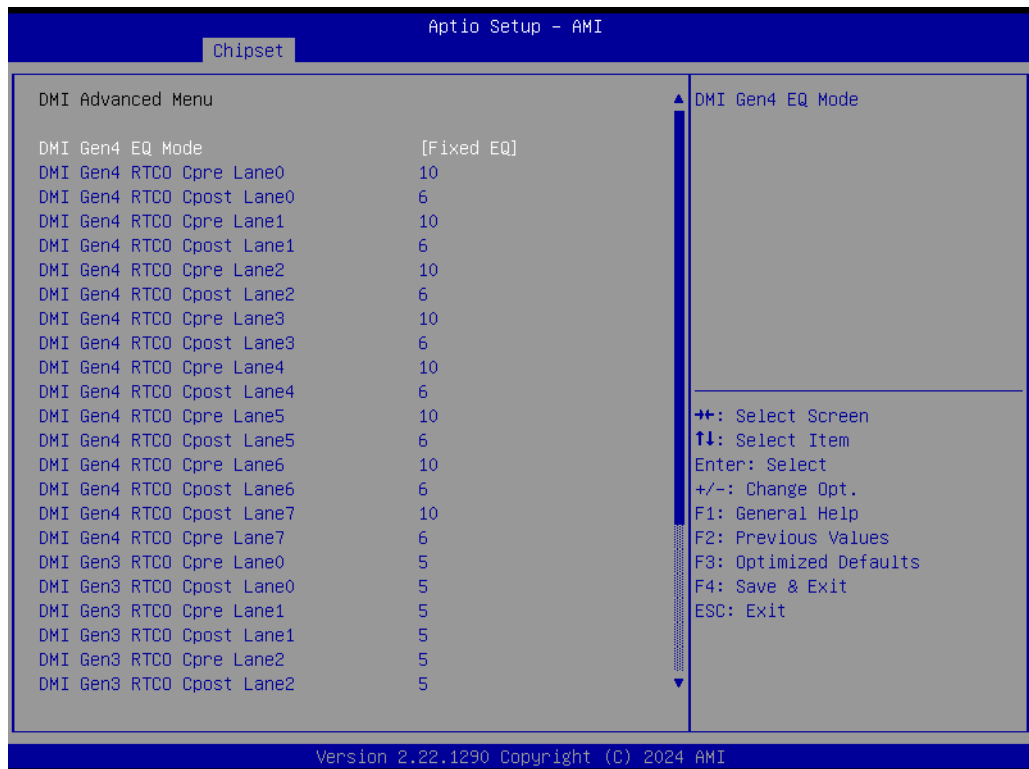 Aptio Setup – AMI
Chipset
DMI Advanced Menu
DMI Gen4 EQ Mode [Fixed EQ]
DMI Gen4 RTCO Cpre Lane0 10
DMI Gen4 RTCO Cpost Lane0 6
DMI Gen4 RTCO Cpre Lane1 10
DMI Gen4 RTCO Cpost Lane1 6
DMI Gen4 RTCO Cpre Lane2 10
DMI Gen4 RTCO Cpost Lane2 6
DMI Gen4 RTCO Cpre Lane3 10
DMI Gen4 RTCO Cpost Lane3 6
DMI Gen4 RTCO Cpre Lane4 10
DMI Gen4 RTCO Cpost Lane4 6
DMI Gen4 RTCO Cpre Lane5 10
DMI Gen4 RTCO Cpost Lane5 6
DMI Gen4 RTCO Cpre Lane6 10
DMI Gen4 RTCO Cpost Lane6 6
DMI Gen4 RTCO Cpost Lane7 10
DMI Gen4 RTCO Cpre Lane7 6
DMI Gen3 RTCO Cpre Lane0 5
DMI Gen3 RTCO Cpost Lane0 5
DMI Gen3 RTCO Cpre Lane1 5
DMI Gen3 RTCO Cpost Lane1 5
DMI Gen3 RTCO Cpre Lane2 5
DMI Gen3 RTCO Cpost Lane2 5
DMI Gen4 EQ Mode
→←: Select Screen
↑↓: Select Item
Enter: Select
+/-: Change Opt.
F1: General Help
F2: Previous Values
F3: Optimized Defaults
F4: Save & Exit
ESC: Exit
Version 2.22.1290 Copyright (C) 2024 AMI